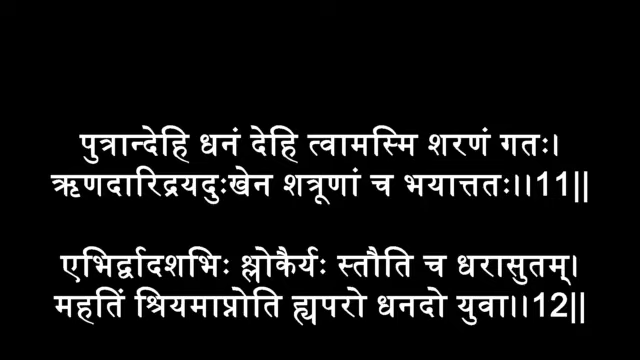 पुत्रान्देहि धनं देहि त्वामस्मि शरणं गतः।
ऋणदारिद्रयदुःखेन शत्रूणां च भयात्ततः।।11||
एभिर्द्वादशभिः श्लोकैर्यः स्तौति च धरासुतम्।
महतिं श्रियमाप्नोति ह्यपरो धनदो युवा।।12||